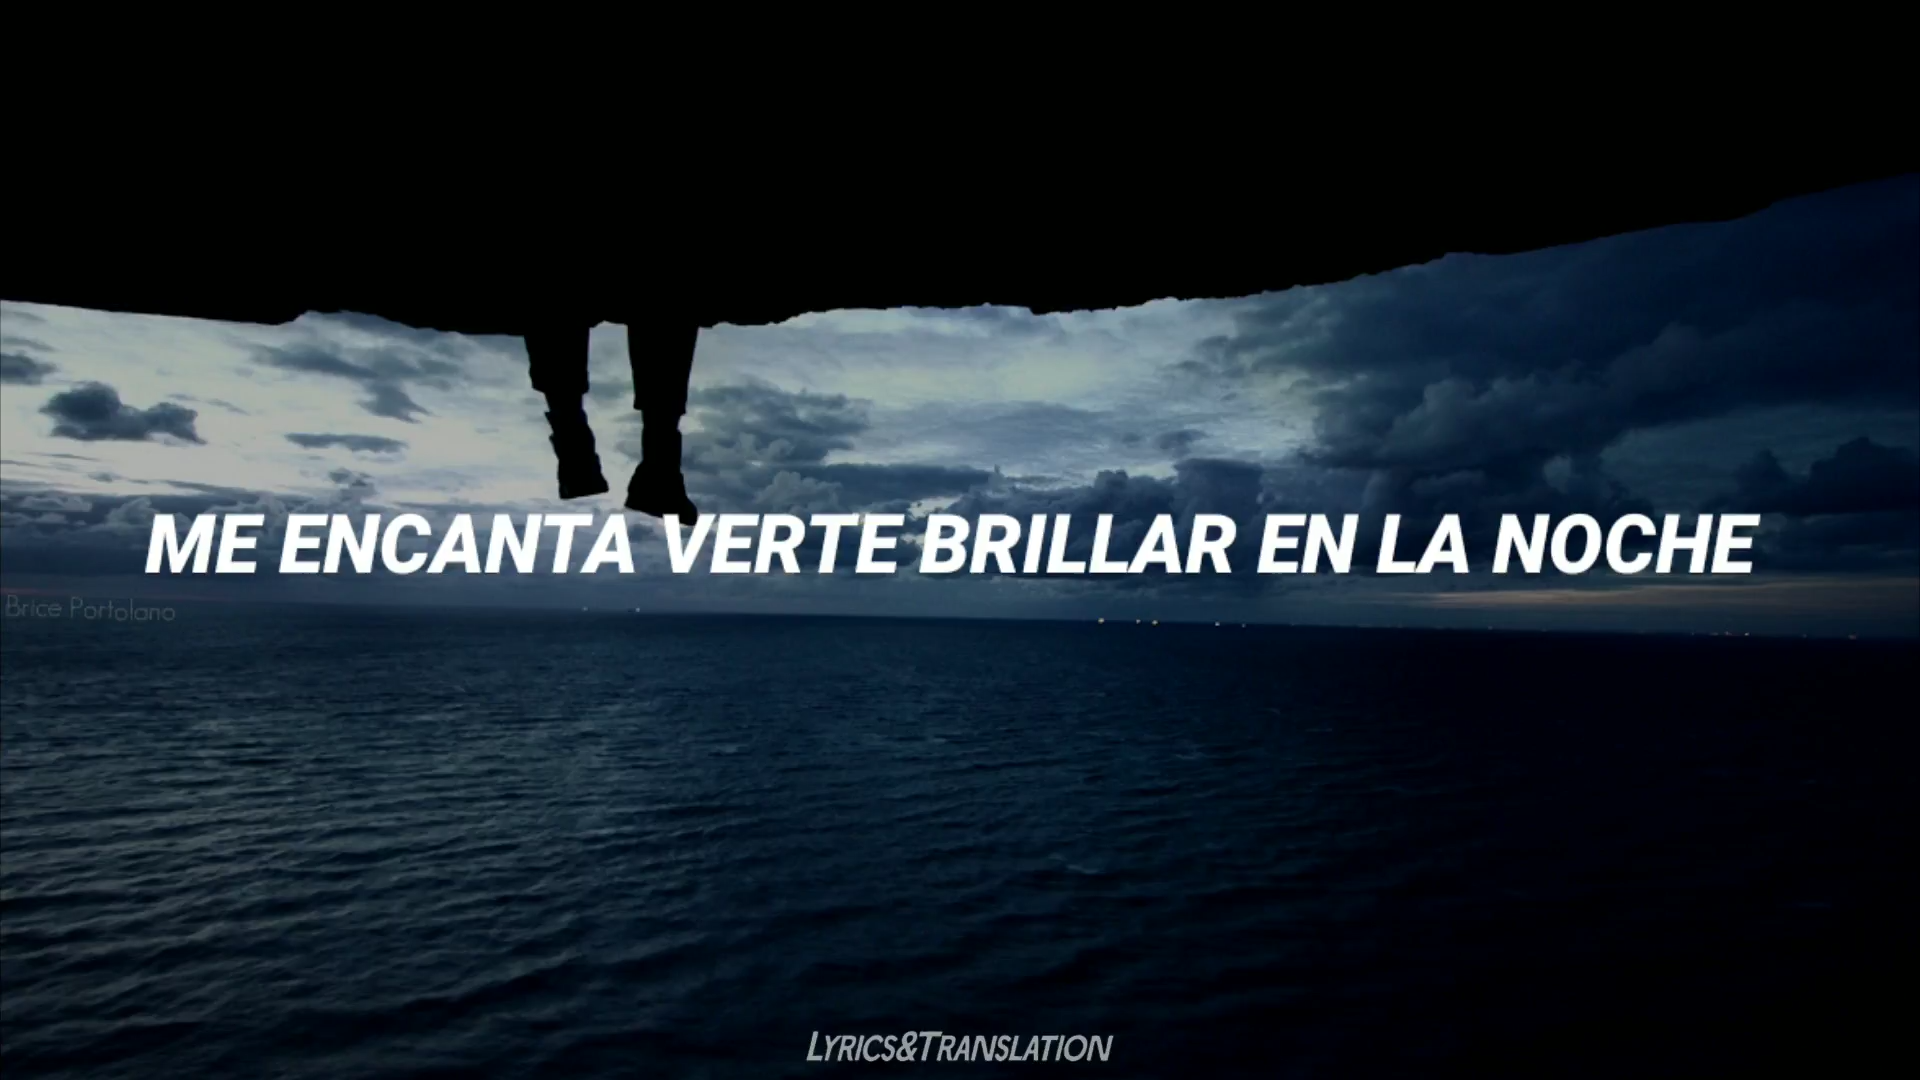 ME ENCANTA VERTE BRILLAR EN LA NOCHE
Brice Portolano
LYRICS&TRANSLATION